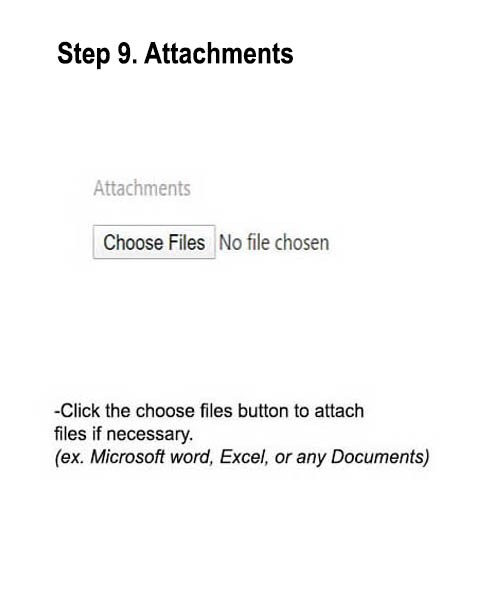 Step 9. Attachments
Attachments
Choose Files No file chosen
-Click the choose files button to attach
files if necessary.
(ex. Microsoft word, Excel, or any Documents)